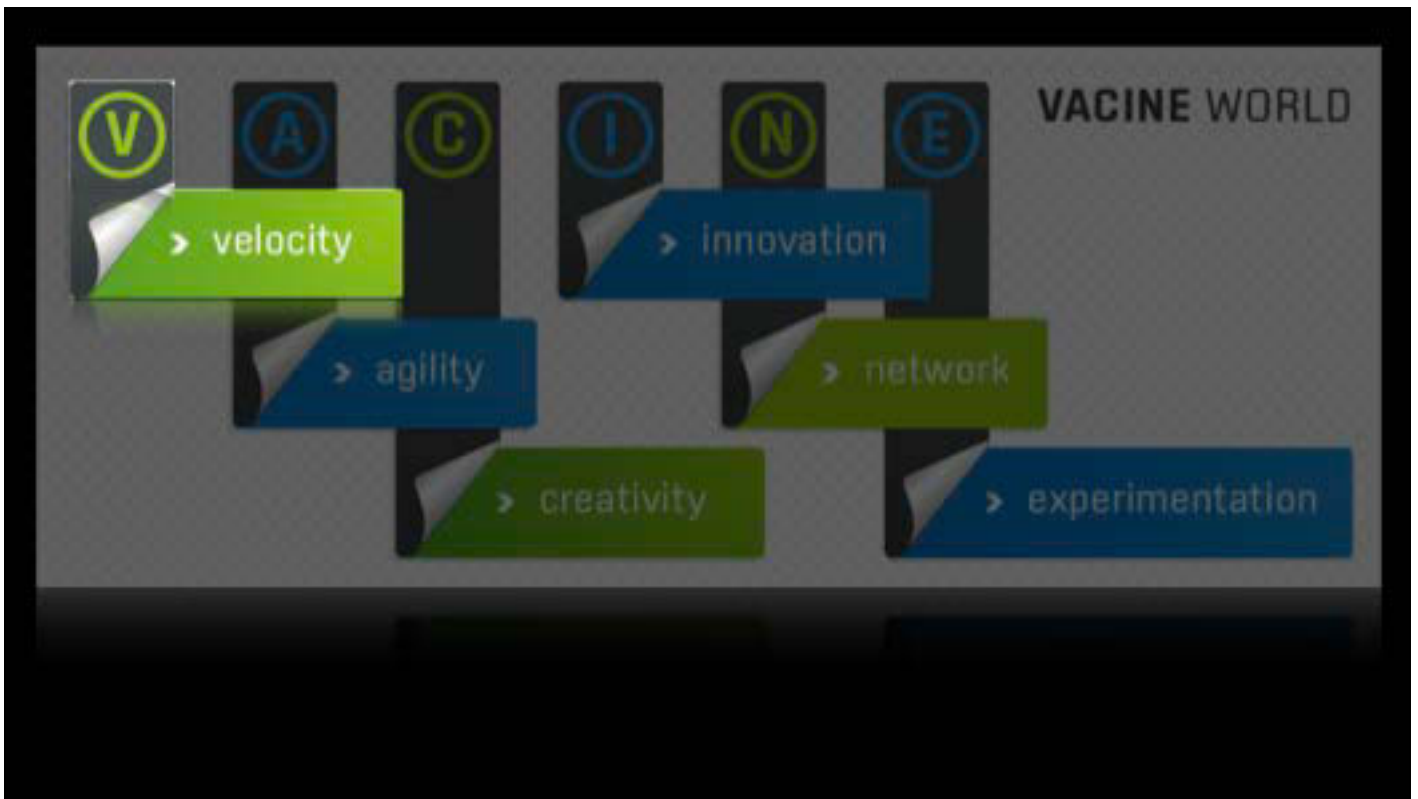 V A C I N E
VACINE WORLD
> velocity
> innovation
> agility
> network
> creativity
> experimentation